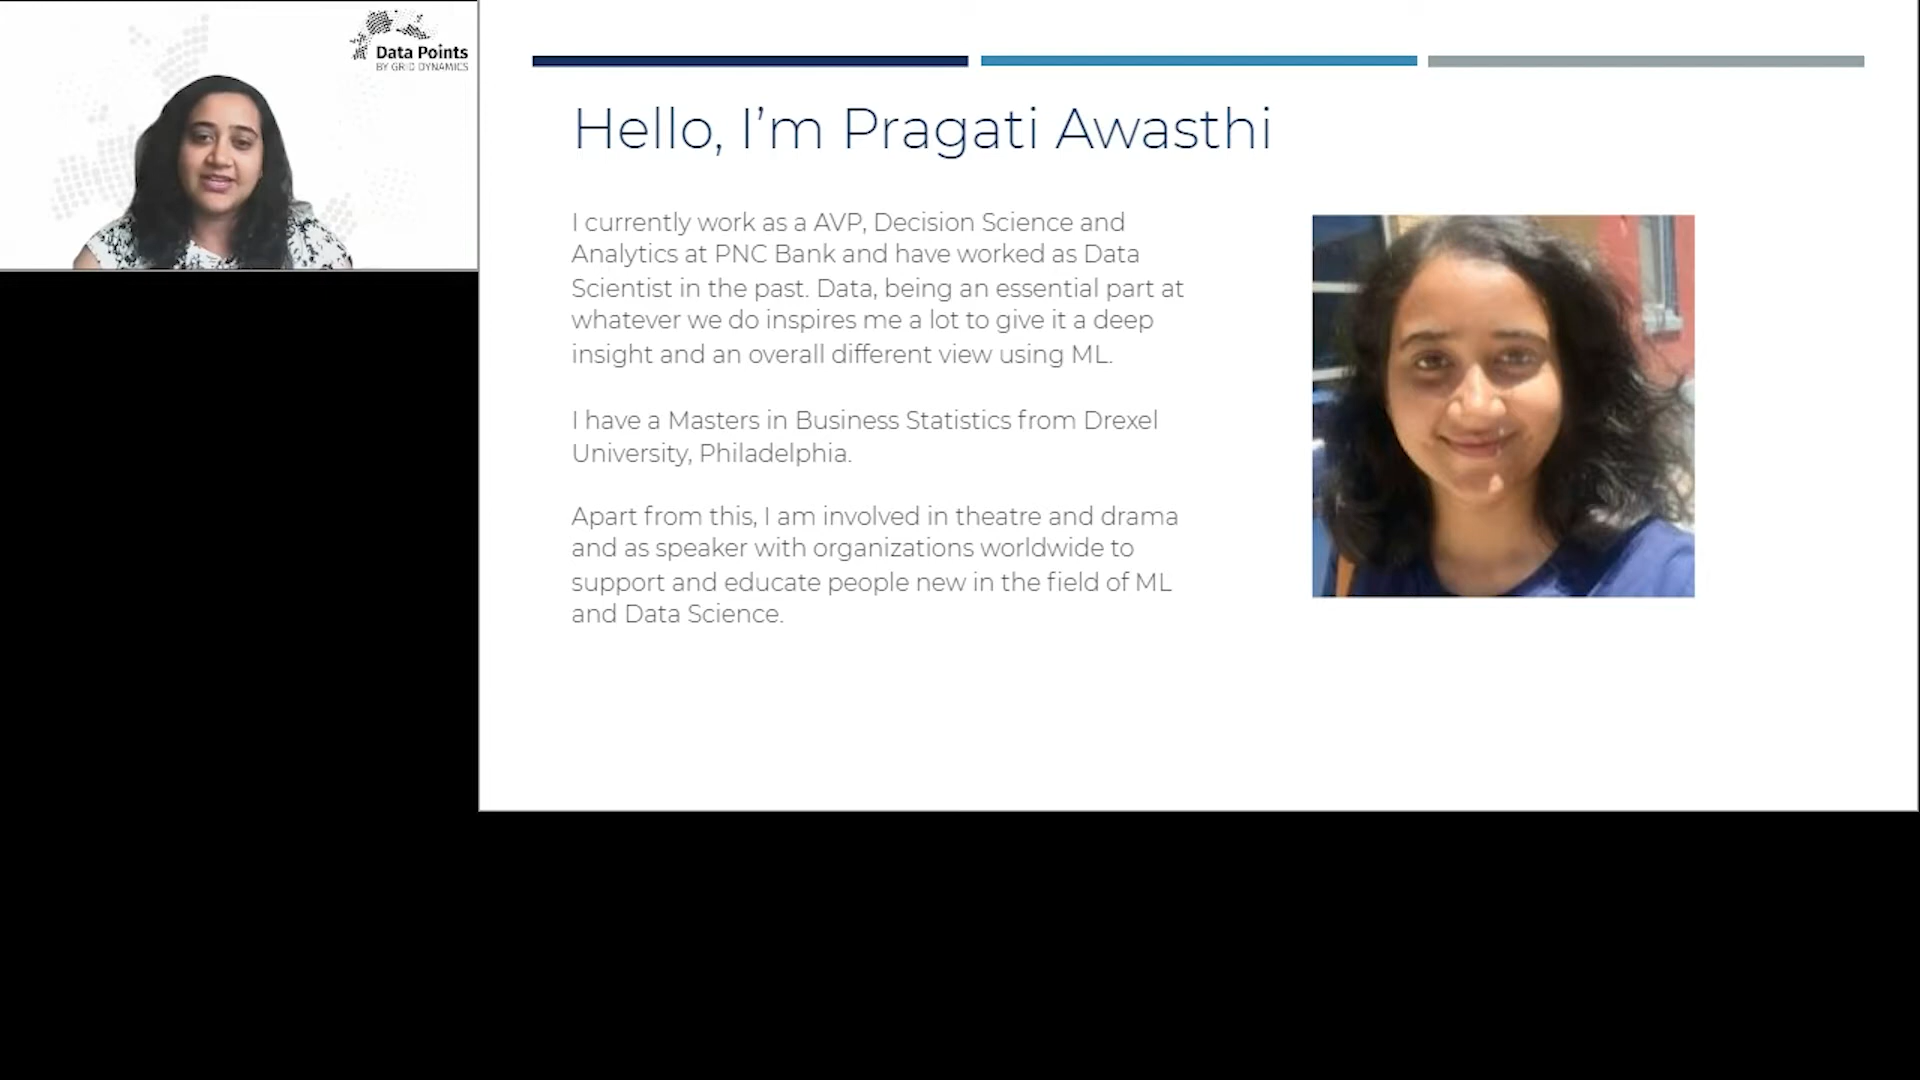 Data Points
BY GRID DYNAMICS
Hello, I’m Pragati Awasthi
I currently work as a AVP, Decision Science and
Analytics at PNC Bank and have worked as Data
Scientist in the past. Data, being an essential part at
whatever we do inspires me a lot to give it a deep
insight and an overall different view using ML.
I have a Masters in Business Statistics from Drexel
University, Philadelphia.
Apart from this, I am involved in theatre and drama
and as speaker with organizations worldwide to
support and educate people new in the field of ML
and Data Science.